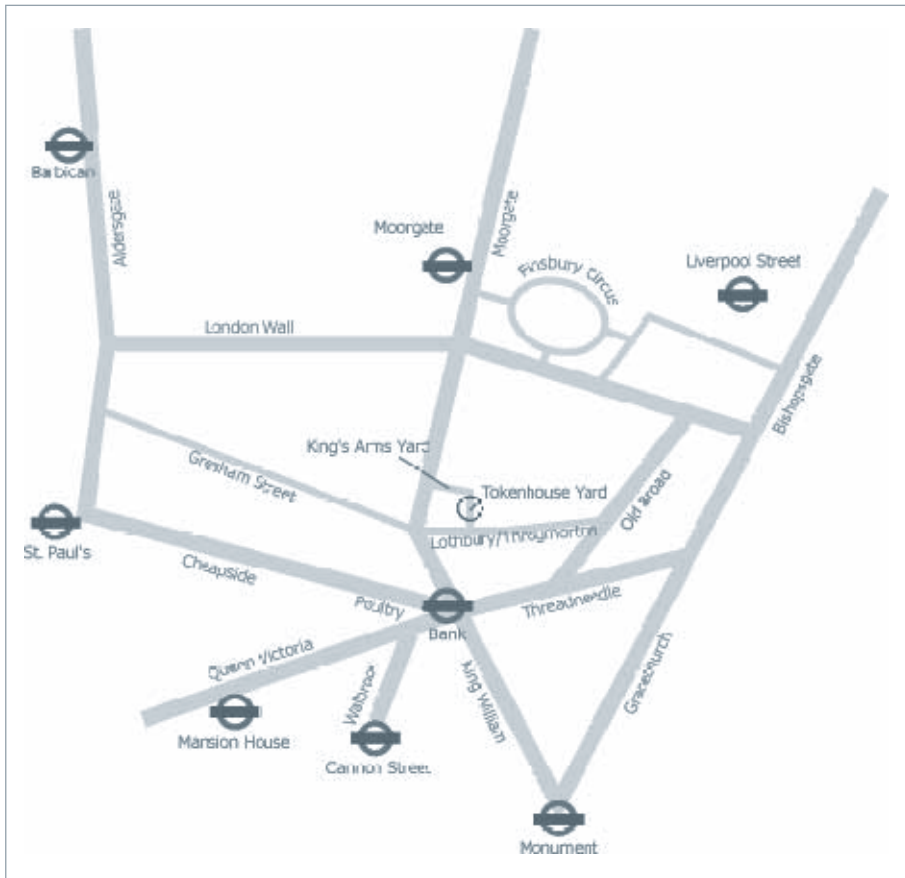 Barbican
Aldersgate
Moorgate
Moorgate
Finsbury Circus
Liverpool Street
London Wall
Bishopsgate
King's Arms Yard
Gresham Street
Tokenhouse Yard
Old Broad
St. Paul's
Lothbury/Throgmorton
Cheapside
Poultry
Threadneedle
Bank
Queen Victoria
Walbrook
King William
Gracechurch
Mansion House
Cannon Street
Monument